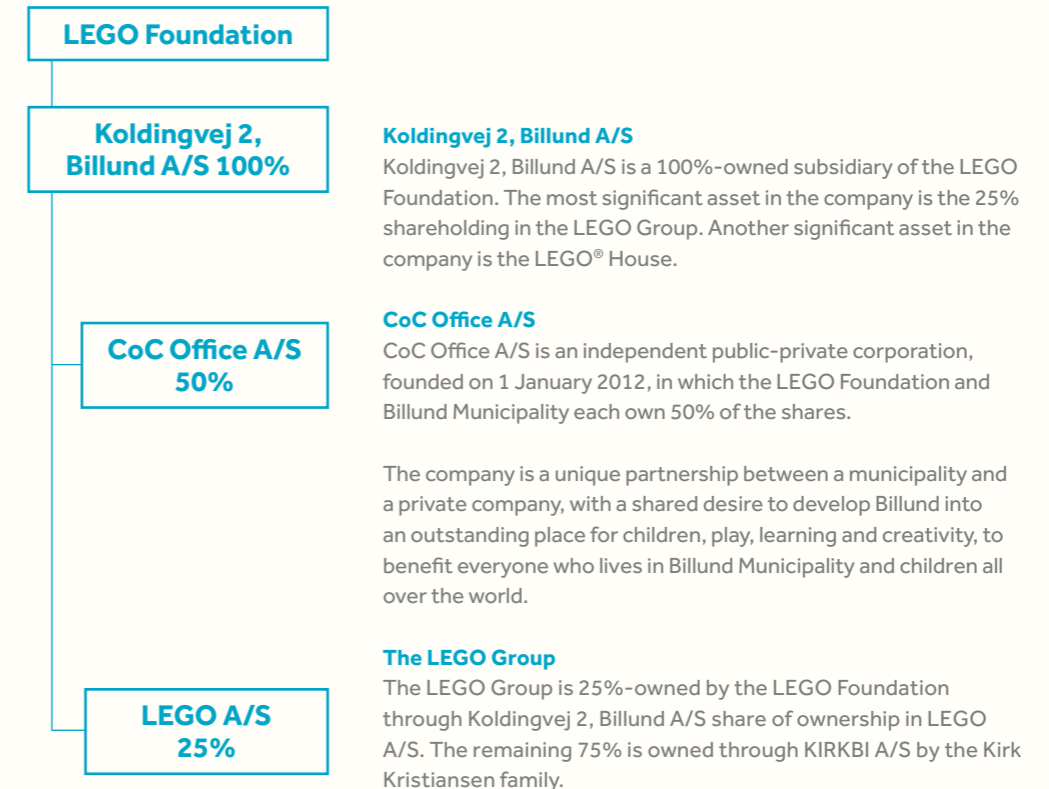 LEGO Foundation
Koldingvej 2,
Billund A/S 100%
Koldingvej 2, Billund A/S
Koldingvej 2, Billund A/S is a 100%-owned subsidiary of the LEGO
Foundation. The most significant asset in the company is the 25%
shareholding in the LEGO Group. Another significant asset in the
company is the LEGO® House.
CoC Office A/S
50%
CoC Office A/S
CoC Office A/S is an independent public-private corporation,
founded on 1 January 2012, in which the LEGO Foundation and
Billund Municipality each own 50% of the shares.
The company is a unique partnership between a municipality and
a private company, with a shared desire to develop Billund into
an outstanding place for children, play, learning and creativity, to
benefit everyone who lives in Billund Municipality and children all
over the world.
LEGO A/S
25%
The LEGO Group
The LEGO Group is 25%-owned by the LEGO Foundation
through Koldingvej 2, Billund A/S share of ownership in LEGO
A/S. The remaining 75% is owned through KIRKBI A/S by the Kirk
Kristiansen family.